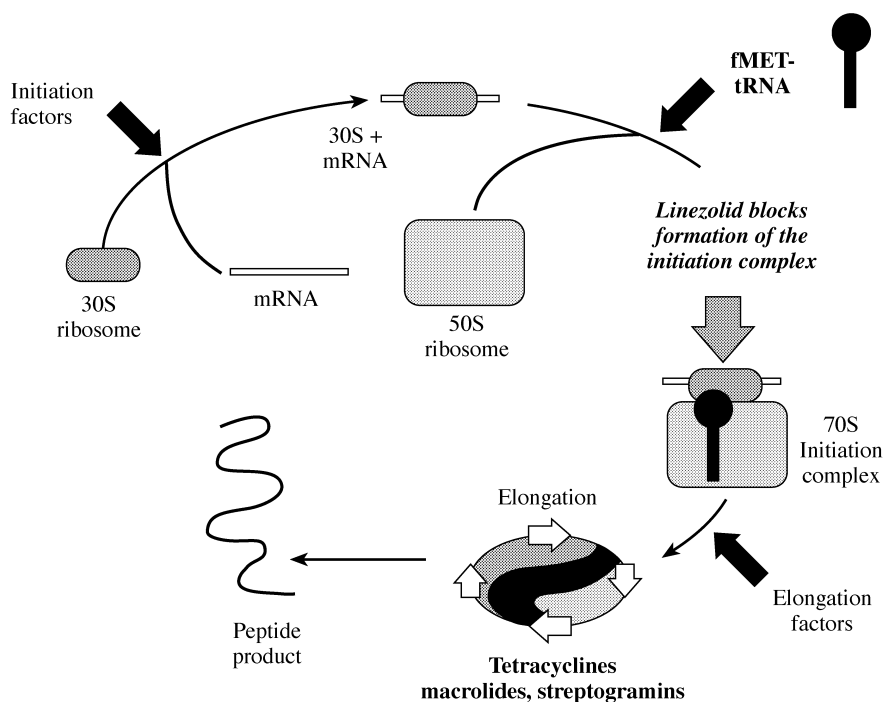 Initiation
factors
30S +
mRNA
fMET-
tRNA
30S
ribosome
mRNA
50S
ribosome
Linezolid blocks
formation of the
initiation complex
70S
Initiation
complex
Elongation
Elongation
factors
Peptide
product
Tetracyclines
macrolides, streptogramins